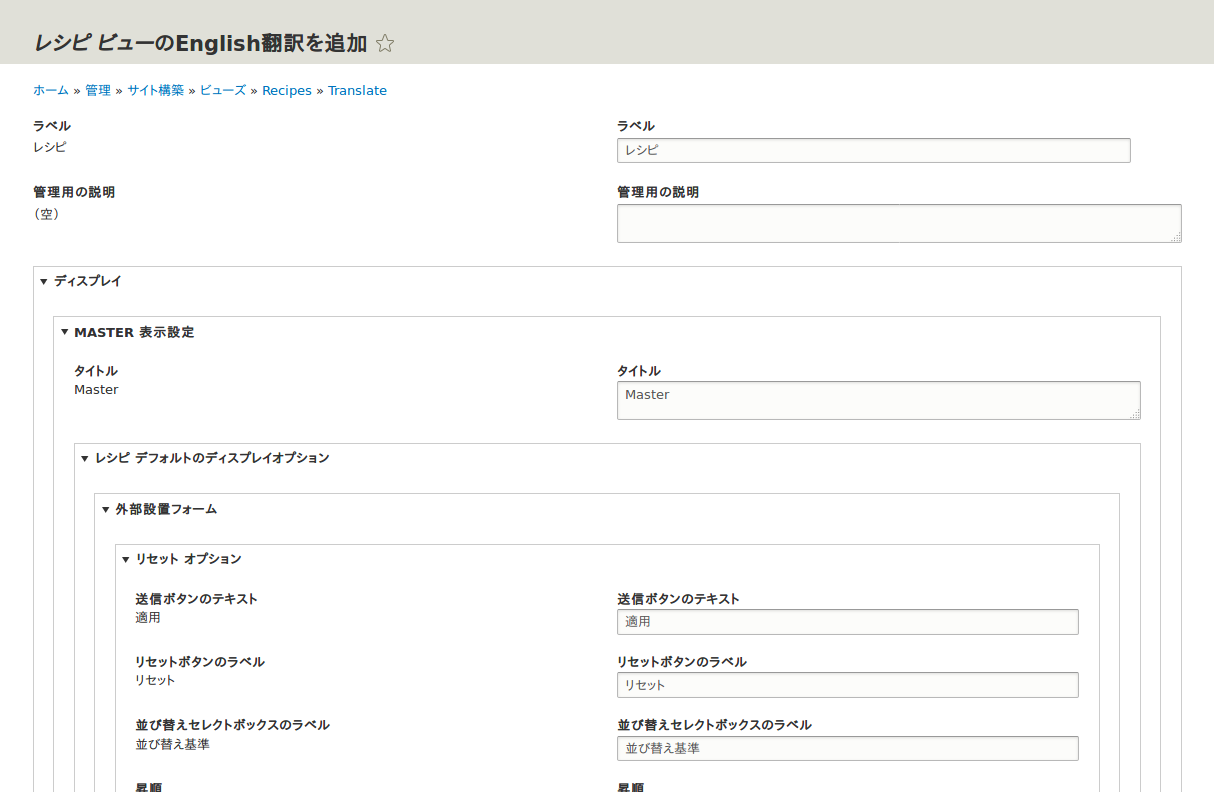 レシピ ビューのEnglish翻訳を追加
ホーム » 管理 » サイト構築 » ビューズ » Recipes » Translate
ラベル
レシピ
ラベル
レシピ
管理用の説明
（空）
管理用の説明
ディスプレイ
MASTER 表示設定
タイトル
Master
タイトル
Master
レシピ デフォルトのディスプレイオプション
外部設置フォーム
リセット オプション
送信ボタンのテキスト
適用
送信ボタンのテキスト
適用
リセットボタンのラベル
リセット
リセットボタンのラベル
リセット
並び替えセレクトボックスのラベル
並び替え基準
並び替えセレクトボックスのラベル
並び替え基準
昇順
昇順